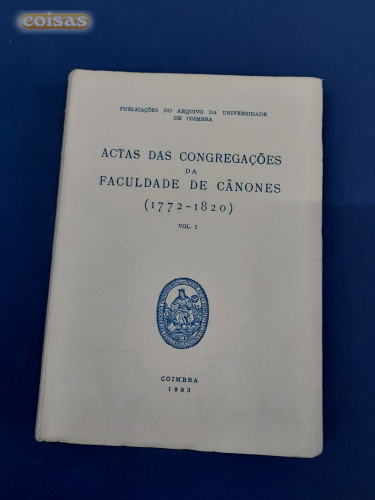 coisas
PUBLICAÇÕES DO ARQUIVO DA UNIVERSIDADE
DE COIMBRA
ACTAS DAS CONGREGAÇÕES
DA
FACULDADE DE CÂNONES
(1772-1820)
VOL. I
COIMBRA
1983